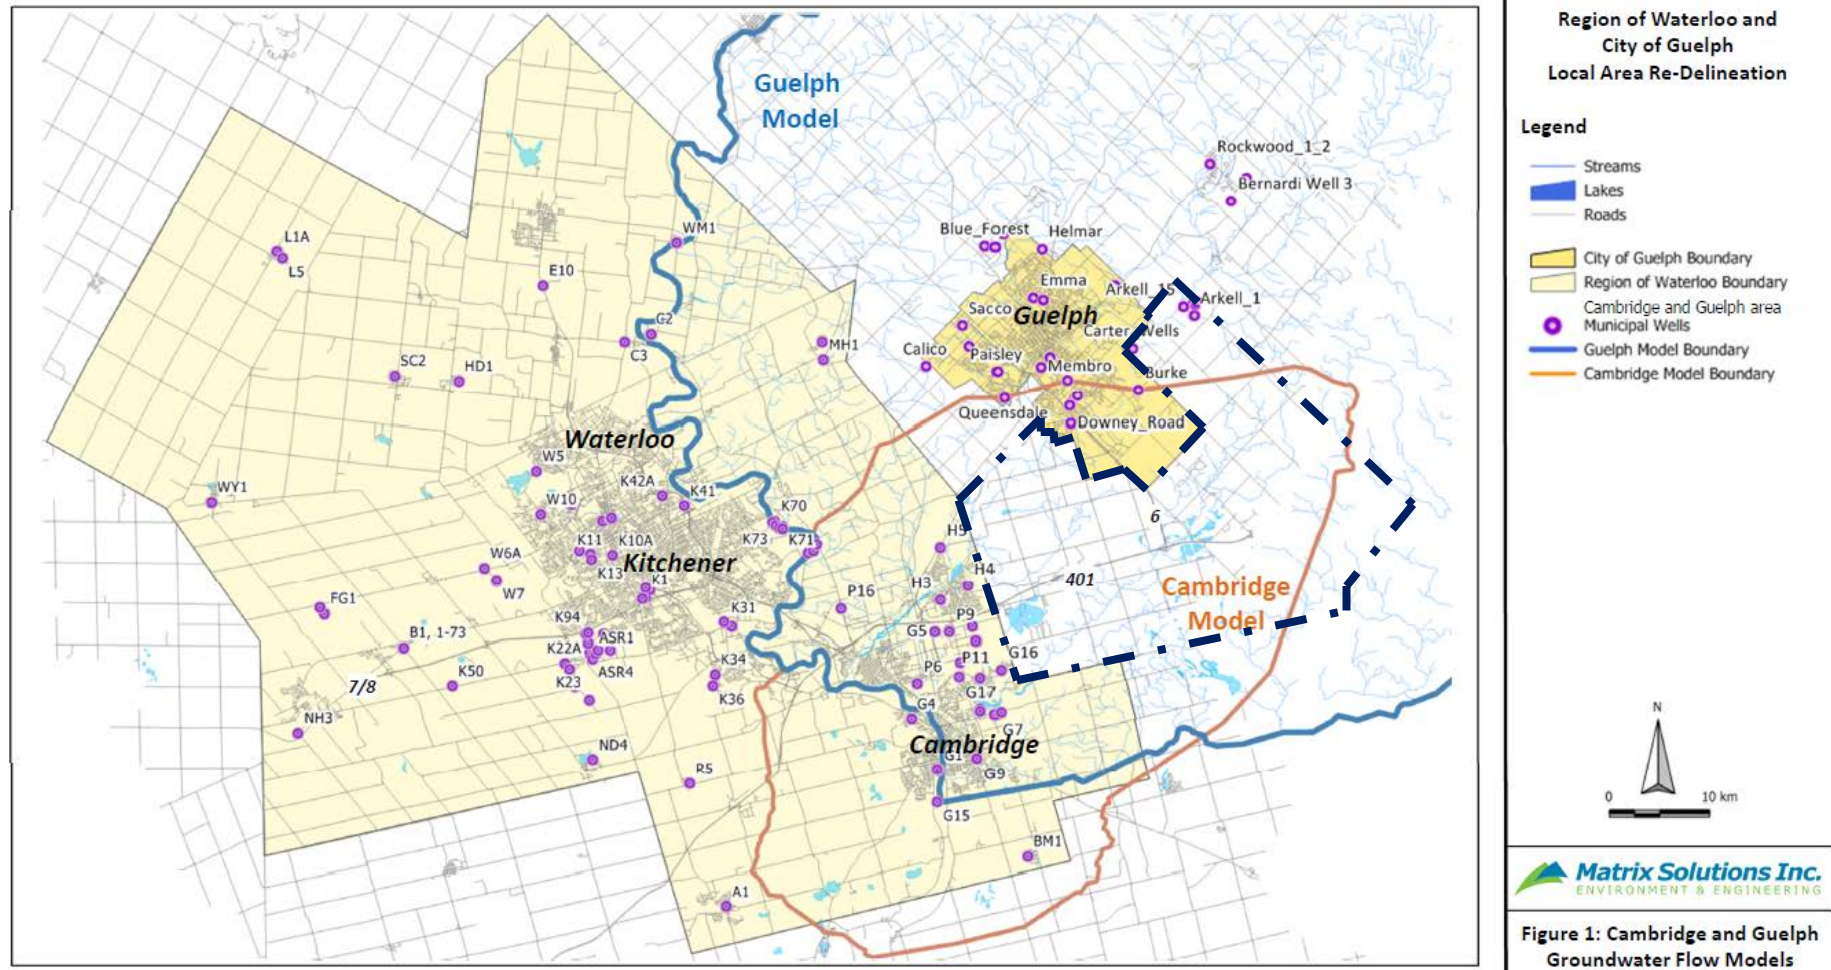 Guelph
Model
Rockwood_1_2
Bernardi Well 3
WM1
Blue_Forest
Helmar
L1A
L5
E10
Emma
Arkell_15
Arkell_1
Sacco
Guelph
Carter Wells
C2
C3
MH1
Calico
Paisley
Membro
Burke
SC2
HD1
Queensdale
Downey_Road
Waterloo
W5
K42A
K41
WY1
W10
K70
6
K73
K71
H5
K11
K10A
W6A
Kitchener
K13
K1
W7
H3
H4
401
Cambridge
Model
FG1
P16
K94
K31
G5
P9
B1, 1-73
ASR1
K22A
K34
P11
G16
P6
ASR4
K23
K50
7/8
K36
G17
G4
NH3
G7
Cambridge
ND4
G1
R5
G9
G15
BM1
A1
Region of Waterloo and
City of Guelph
Local Area Re-Delineation
Legend
Streams
Lakes
Roads
City of Guelph Boundary
Region of Waterloo Boundary
Cambridge and Guelph area
Municipal Wells
Guelph Model Boundary
Cambridge Model Boundary
N
0 10 km
Matrix Solutions Inc.
ENVIRONMENT & ENGINEERING
Figure 1: Cambridge and Guelph
Groundwater Flow Models